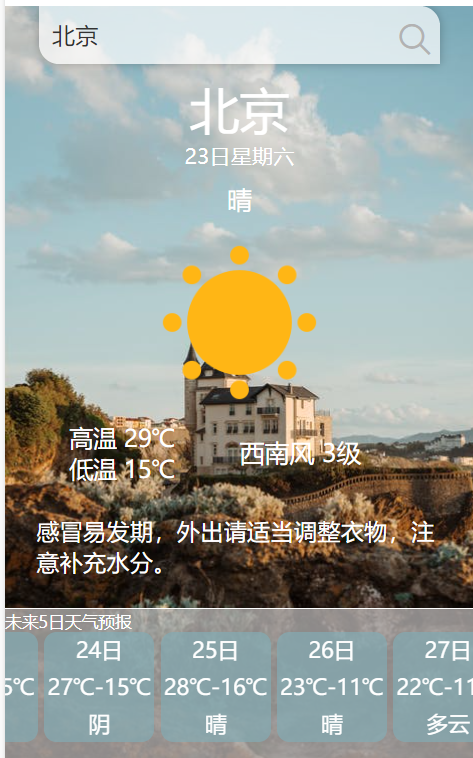 北京
北京
23日星期六
晴
高温 29℃
低温 15℃
西南风 3级
感冒易发期，外出请适当调整衣物，注
意补充水分。
未来5日天气预报
5℃
24日
27℃-15℃
阴
25日
28℃-16℃
晴
26日
23℃-11℃
晴
27日
22℃-11
多云